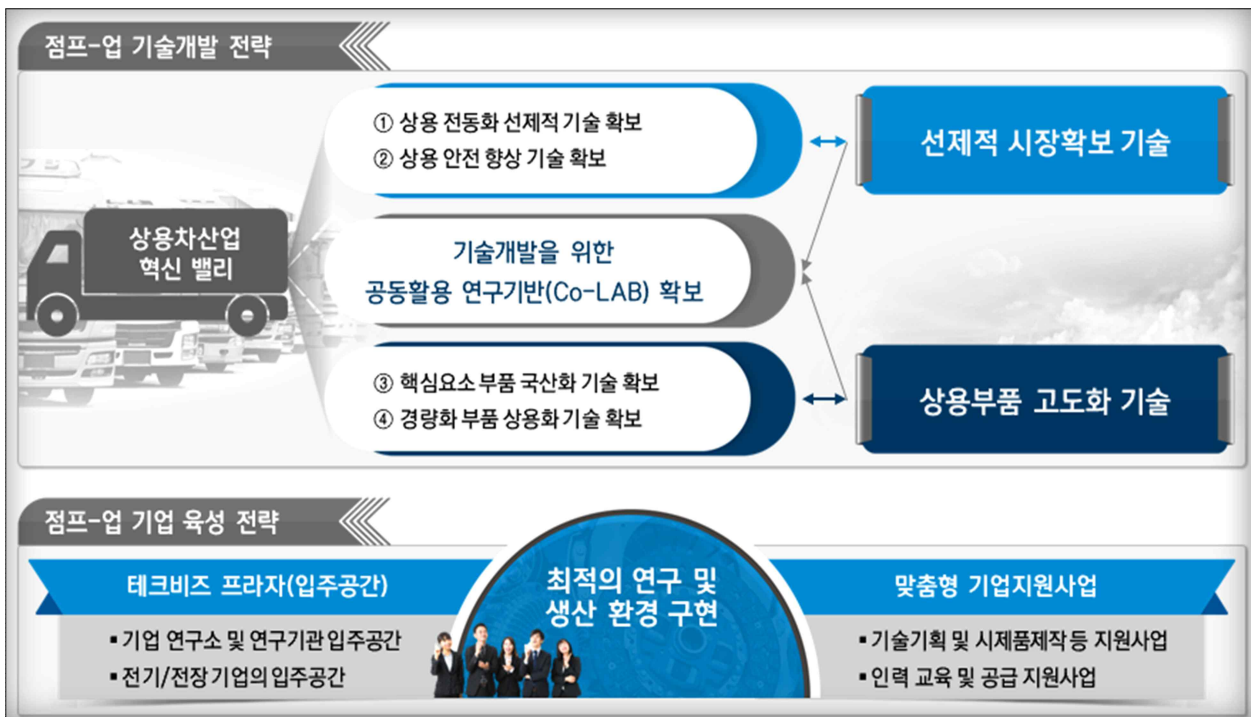 점프-업 기술개발 전략
상용차산업
혁신 밸리
① 상용 전동화 선제적 기술 확보
② 상용 안전 향상 기술 확보
선제적 시장확보 기술
기술개발을 위한
공동활용 연구기반(Co-LAB) 확보
③ 핵심요소 부품 국산화 기술 확보
④ 경량화 부품 상용화 기술 확보
상용부품 고도화 기술
점프-업 기업 육성 전략
테크비즈 프라자(입주공간)
▪ 기업 연구소 및 연구기관 입주공간
▪ 전기/전장 기업의 입주공간
최적의 연구 및
생산 환경 구현
맞춤형 기업지원사업
▪ 기술기획 및 시제품제작 등 지원사업
▪ 인력 교육 및 공급 지원사업